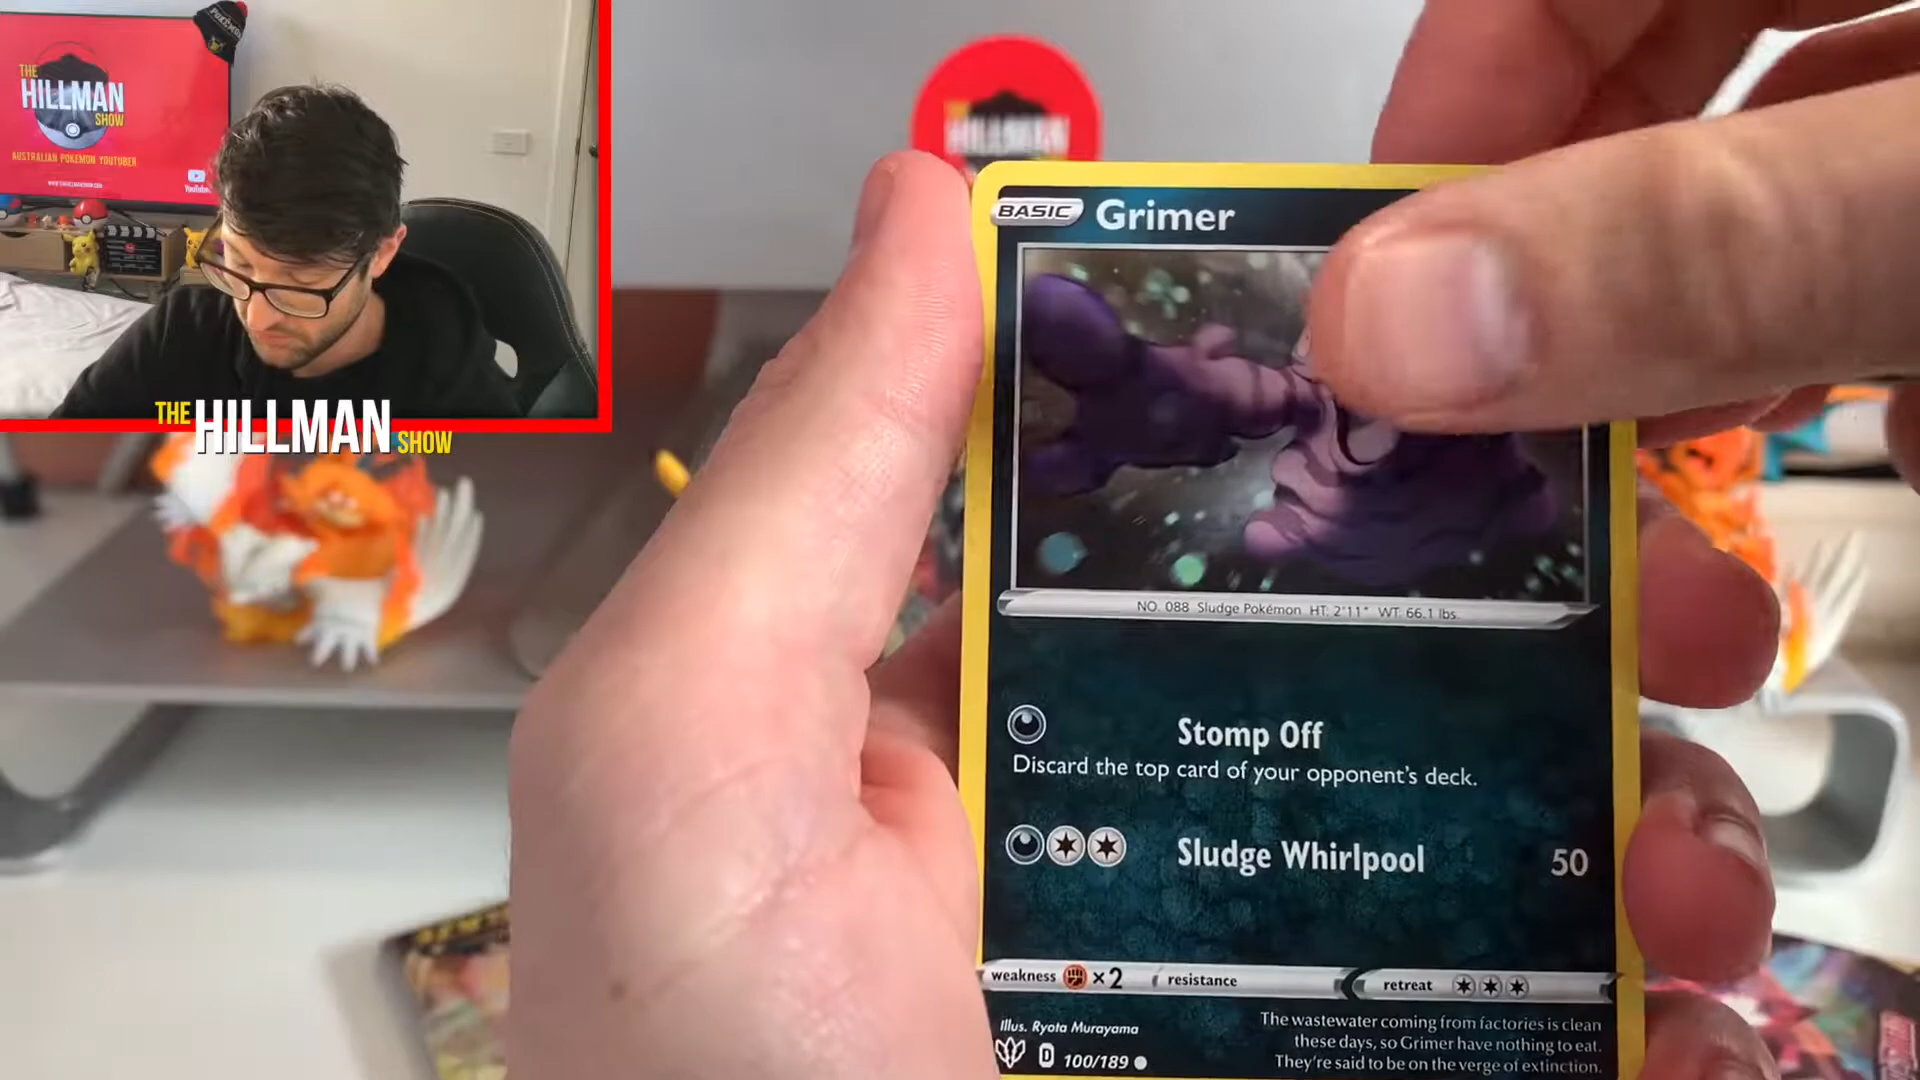 THE
HILLMAN
SHOW
AUSTRALIAN POKEMON YOUTUBER
YouTube
POKÉMON
THE HILLMAN SHOW
HILLMAN
BASIC Grimer
NO. 088 Sludge Pokémon HT: 2'11" WT: 66.1 lbs.
Stomp Off
Discard the top card of your opponent's deck.
Sludge Whirlpool 50
weakness ×2 resistance retreat
Illus. Ryota Murayama
D 100/189
The wastewater coming from factories is clean
these days, so Grimer have nothing to eat.
They're said to be on the verge of extinction.